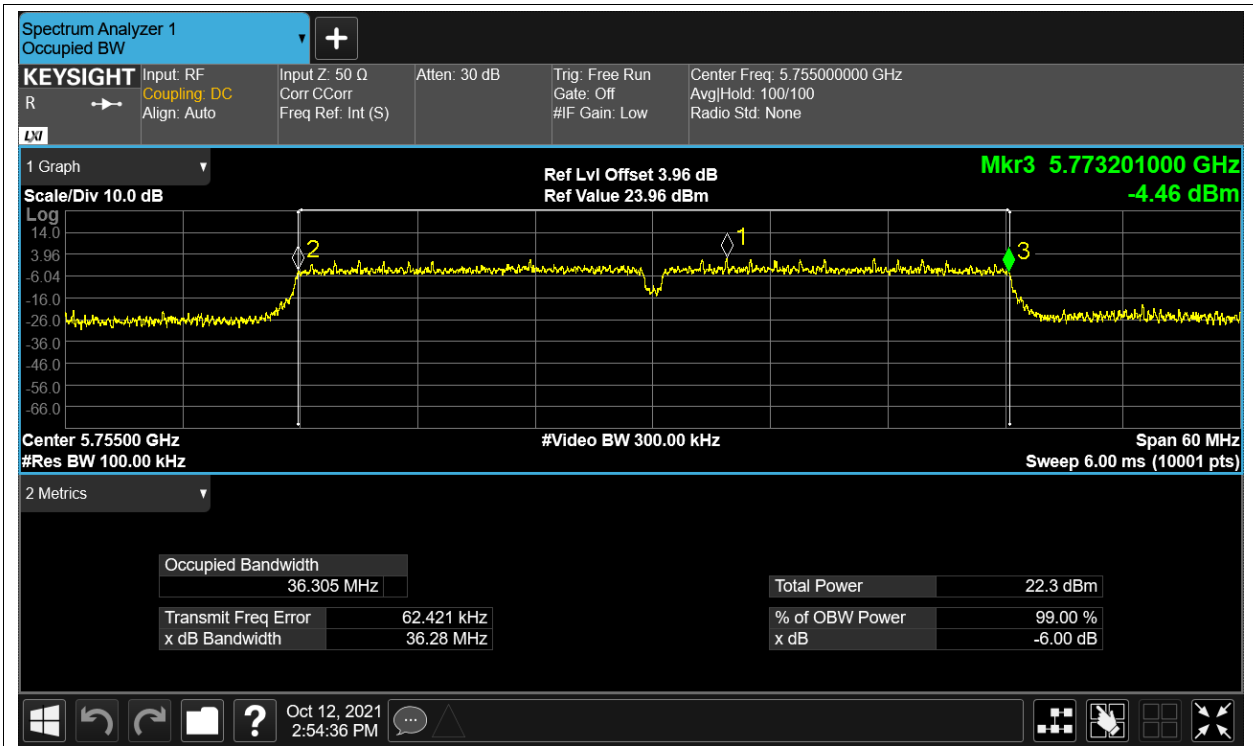 Spectrum Analyzer 1
Occupied BW
KEYSIGHT
R
LXI
Input: RF
Coupling: DC
Align: Auto
Input Z: 50 Ω
Corr CCorr
Freq Ref: Int (S)
Atten: 30 dB
Trig: Free Run
Gate: Off
#IF Gain: Low
Center Freq: 5.755000000 GHz
Avg|Hold: 100/100
Radio Std: None
1 Graph
Scale/Div 10.0 dB
Ref Lvl Offset 3.96 dB
Ref Value 23.96 dBm
Mkr3 5.773201000 GHz
-4.46 dBm
Log
14.0
3.96
-6.04
-16.0
-26.0
-36.0
-46.0
-56.0
-66.0
2
1
3
Center 5.75500 GHz
#Video BW 300.00 kHz
Span 60 MHz
#Res BW 100.00 kHz
Sweep 6.00 ms (10001 pts)
2 Metrics
Occupied Bandwidth
36.305 MHz
Transmit Freq Error 62.421 kHz
x dB Bandwidth 36.28 MHz
Total Power 22.3 dBm
% of OBW Power 99.00 %
x dB -6.00 dB
?
Oct 12, 2021
2:54:36 PM